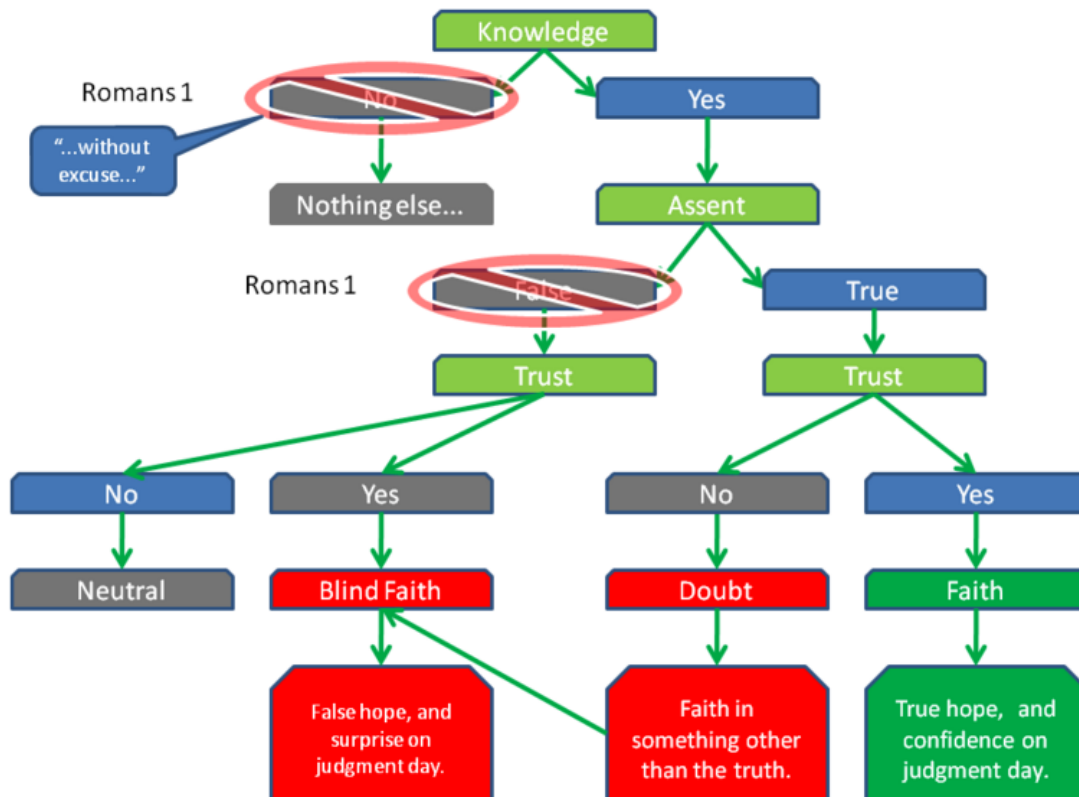 Knowledge
Romans 1
No
Yes
"...without
excuse..."
Nothing else...
Assent
Romans 1
False
True
Trust
Trust
No
Yes
No
Yes
Neutral
Blind Faith
Doubt
Faith
False hope, and
surprise on
judgment day.
Faith in
something other
than the truth.
True hope, and
confidence on
judgment day.